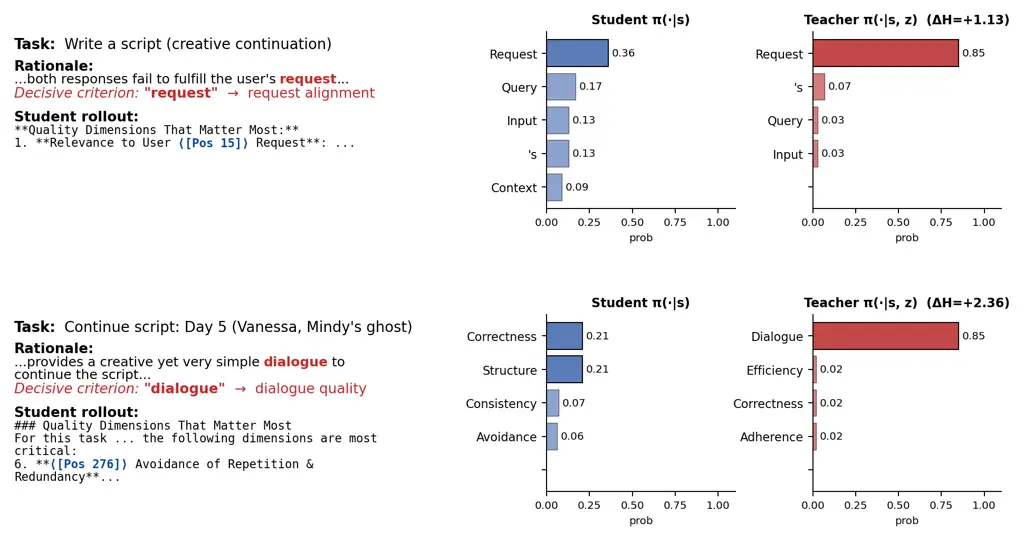 Task: Write a script (creative continuation)
Rationale:
...both responses fail to fulfill the user's request...
Decisive criterion: "request" → request alignment
Student rollout:
**Quality Dimensions That Matter Most:**
1. **Relevance to User ⟨[Pos 15]⟩ Request**: ...
Student π(·|s)
Request 0.36
Query 0.17
Input 0.13
's 0.13
Context 0.09
0.00 0.25 0.50 0.75 1.00
prob
Teacher π(·|s, z) (ΔH=+1.13)
Request 0.85
's 0.07
Query 0.03
Input 0.03
0.00 0.25 0.50 0.75 1.00
prob
Task: Continue script: Day 5 (Vanessa, Mindy's ghost)
Rationale:
...provides a creative yet very simple dialogue to
continue the script...
Decisive criterion: "dialogue" → dialogue quality
Student rollout:
### Quality Dimensions That Matter Most
For this task ... the following dimensions are most
critical:
6. **⟨[Pos 276]⟩ Avoidance of Repetition &
Redundancy**...
Student π(·|s)
Correctness 0.21
Structure 0.21
Consistency 0.07
Avoidance 0.06
0.00 0.25 0.50 0.75 1.00
prob
Teacher π(·|s, z) (ΔH=+2.36)
Dialogue 0.85
Efficiency 0.02
Correctness 0.02
Adherence 0.02
0.00 0.25 0.50 0.75 1.00
prob